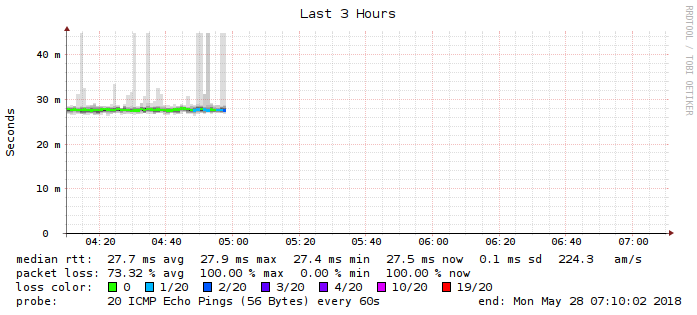 Last 3 Hours
RRDTOOL / TOBI OETIKER
Seconds
40 m
30 m
20 m
10 m
0
04:20 04:40 05:00 05:20 05:40 06:00 06:20 06:40 07:00
median rtt: 27.7 ms avg 27.9 ms max 27.4 ms min 27.5 ms now 0.1 ms sd 224.3 am/s
packet loss: 73.32 % avg 100.00 % max 0.00 % min 100.00 % now
loss color: 0 1/20 2/20 3/20 4/20 10/20 19/20
probe: 20 ICMP Echo Pings (56 Bytes) every 60s end: Mon May 28 07:10:02 2018